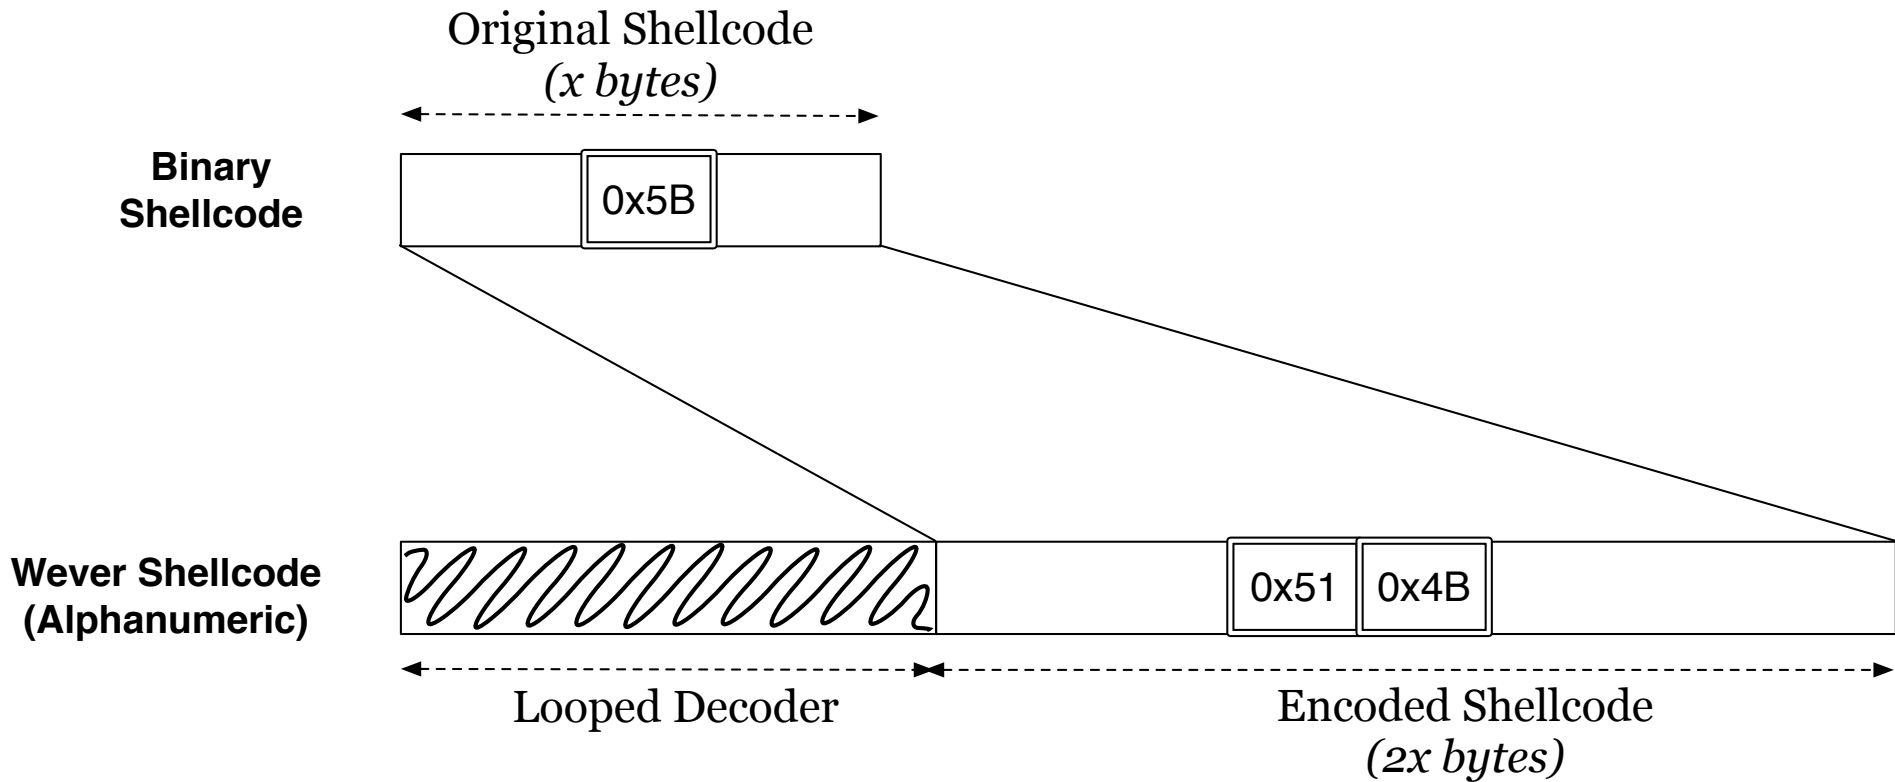 Original Shellcode
(x bytes)
Binary
Shellcode
0x5B
Wever Shellcode
(Alphanumeric)
0x51
0x4B
Looped Decoder
Encoded Shellcode
(2x bytes)